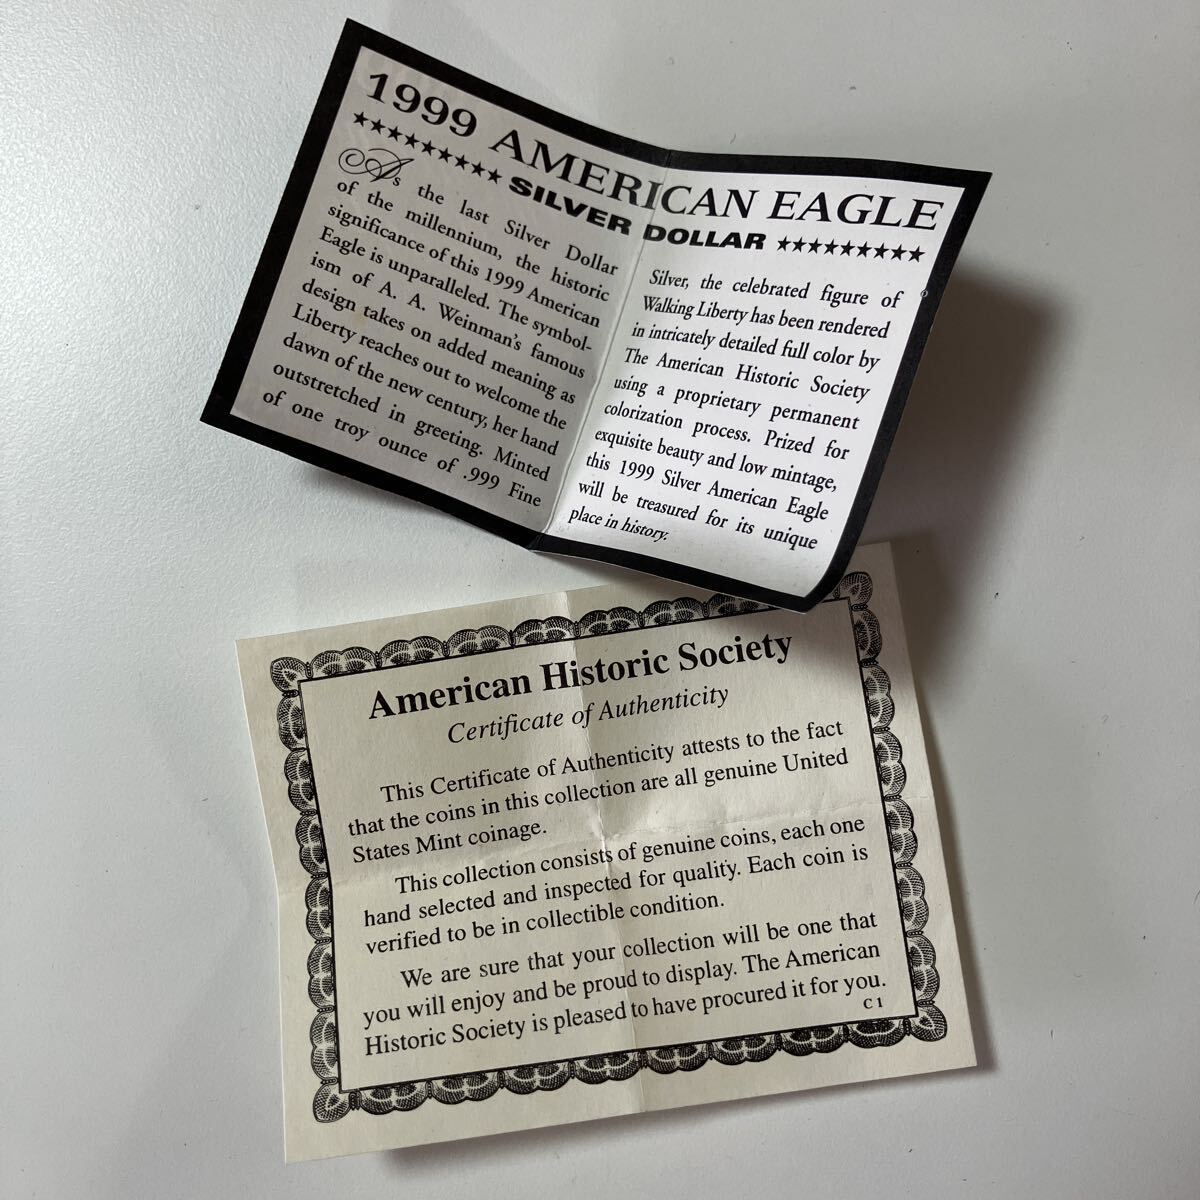 1999 AMERICAN EAGLE
★★★★★★★★★ SILVER DOLLAR ★★★★★★★★★
As the last Silver Dollar
of the millennium, the historic
significance of this 1999 American
Eagle is unparalleled. The symbol-
ism of A. A. Weinman's famous
design takes on added meaning as
Liberty reaches out to welcome the
dawn of the new century, her hand
outstretched in greeting. Minted
of one troy ounce of .999 Fine
Silver, the celebrated figure of
Walking Liberty has been rendered
in intricately detailed full color by
The American Historic Society
using a proprietary permanent
colorization process. Prized for
exquisite beauty and low mintage,
this 1999 Silver American Eagle
will be treasured for its unique
place in history.
American Historic Society
Certificate of Authenticity
This Certificate of Authenticity attests to the fact
that the coins in this collection are all genuine United
States Mint coinage.
This collection consists of genuine coins, each one
hand selected and inspected for quality. Each coin is
verified to be in collectible condition.
We are sure that your collection will be one that
you will enjoy and be proud to display. The American
Historic Society is pleased to have procured it for you.
C 1